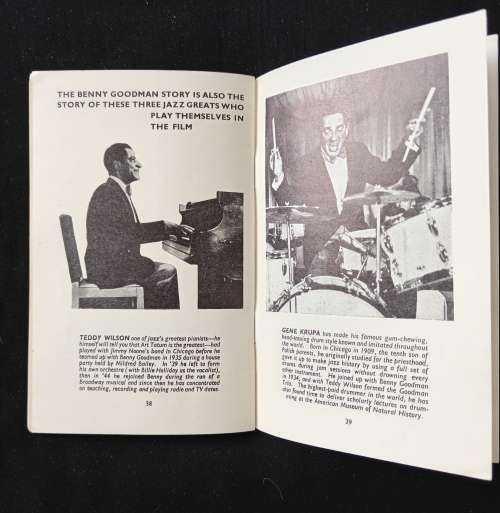 THE BENNY GOODMAN STORY IS ALSO THE
STORY OF THESE THREE JAZZ GREATS WHO
PLAY THEMSELVES IN
THE FILM
TEDDY WILSON one of jazz's greatest pianists—he
himself will tell you that Art Tatum is the greatest—had
played with Jimmy Noone's band in Chicago before he
teamed up with Benny Goodman in 1935 during a house
party held by Mildred Bailey. In '39 he left to form
his own orchestra (with Billie Halliday as the vocalist),
then in '44 he rejoined Benny during the run of a
Broadway musical and since then he has concentrated
on teaching, recording and playing radio and TV dates.
38
GENE KRUPA has made his famous gum-chewing,
head-tossing drum style known and imitated throughout
the world. Born in Chicago in 1909, the tenth son of
Polish parents, he originally studied for the priesthood,
gave it up to make jazz history by using a full set of
drums during jam sessions without drowning every
other instrument. He joined up with Benny Goodman
in 1934, and with Teddy Wilson formed the Goodman
Trio. The highest-paid drummer in the world, he has
also found time to deliver scholarly lectures on drum-
ming at the American Museum of Natural History.
39